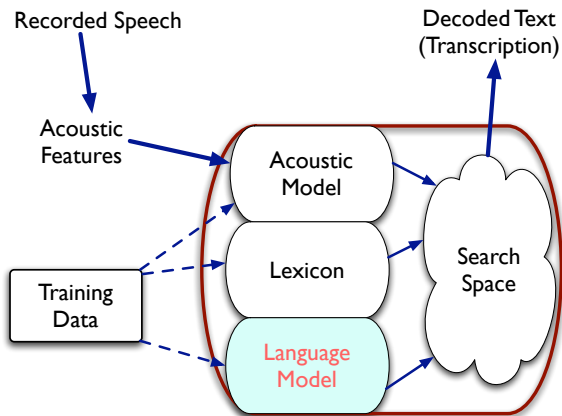 Recorded Speech
Decoded Text
(Transcription)
Acoustic
Features
Acoustic
Model
Lexicon
Search
Space
Training
Data
Language
Model